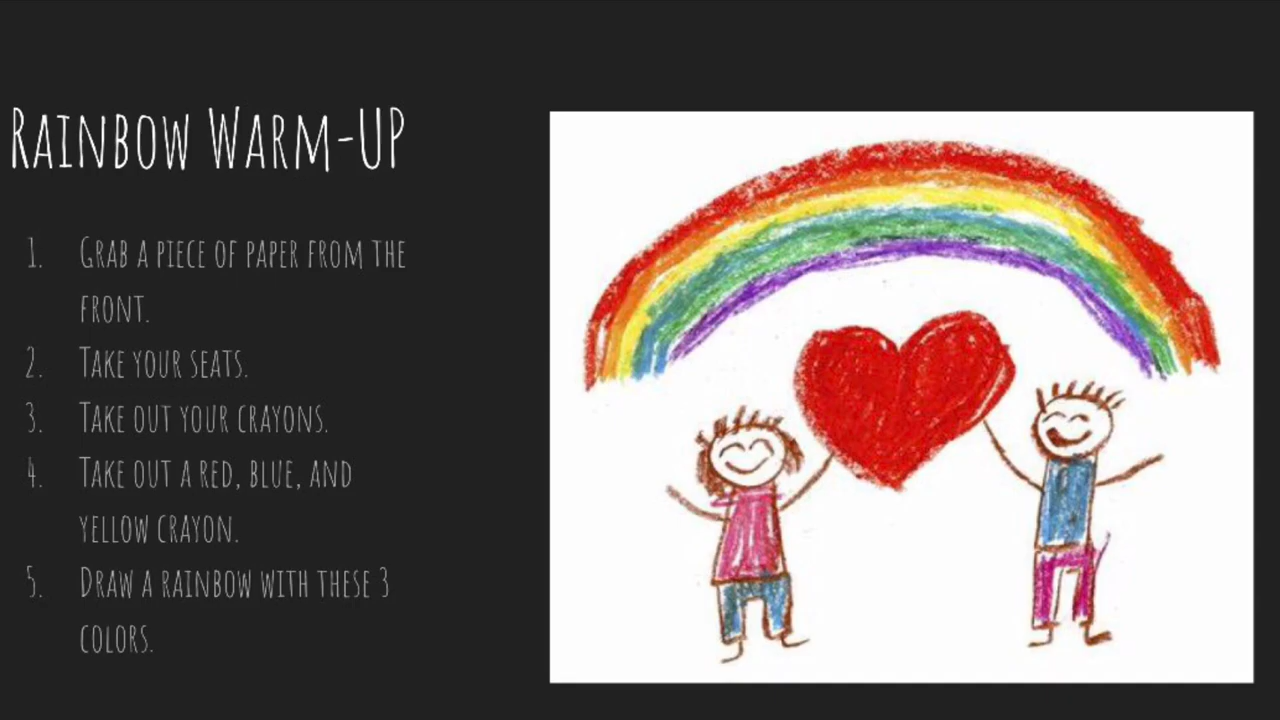 Rainbow Warm-Up
1. Grab a piece of paper from the
front.
2. Take your seats.
3. Take out your crayons.
4. Take out a red, blue, and
yellow crayon.
5. Draw a rainbow with these 3
colors.